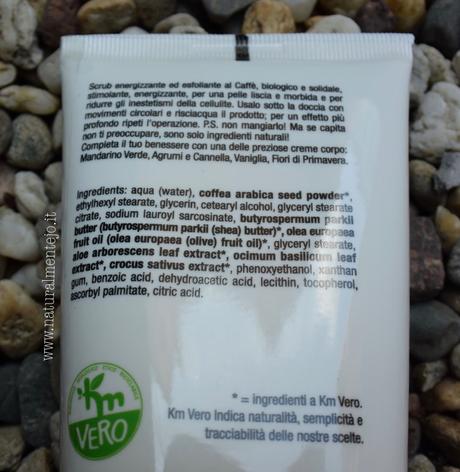 Scrub energizzante ed esfoliante al Caffè, biologico e solidale,
stimolante, energizzante, per una pelle liscia e morbida e per
ridurre gli inestetismi della cellulite. Usalo sotto la doccia con
movimenti circolari e risciacqua il prodotto; per un effetto più
profondo ripeti l'operazione. P.S. non mangiarlo! Ma se capita
non ti preoccupare, sono solo ingredienti naturali!
Completa il tuo benessere con una delle preziose creme corpo:
Mandarino Verde, Agrumi e Cannella, Vaniglia, Fiori di Primavera.
Ingredients: aqua (water), coffea arabica seed powder*,
ethylhexyl stearate, glycerin, cetearyl alcohol, glyceryl stearate
citrate, sodium lauroyl sarcosinate, butyrospermum parkii
butter (butyrospermum parkii (shea) butter)*, olea europaea
fruit oil (olea europaea (olive) fruit oil)*, glyceryl stearate,
aloe arborescens leaf extract*, ocimum basilicum leaf
extract*, crocus sativus extract*, phenoxyethanol, xanthan
gum, benzoic acid, dehydroacetic acid, lecithin, tocopherol,
ascorbyl palmitate, citric acid.
www.naturalmentejo.it
Km
VERO
* = ingredienti a Km Vero.
Km Vero indica naturalità, semplicità e
tracciabilità delle nostre scelte.